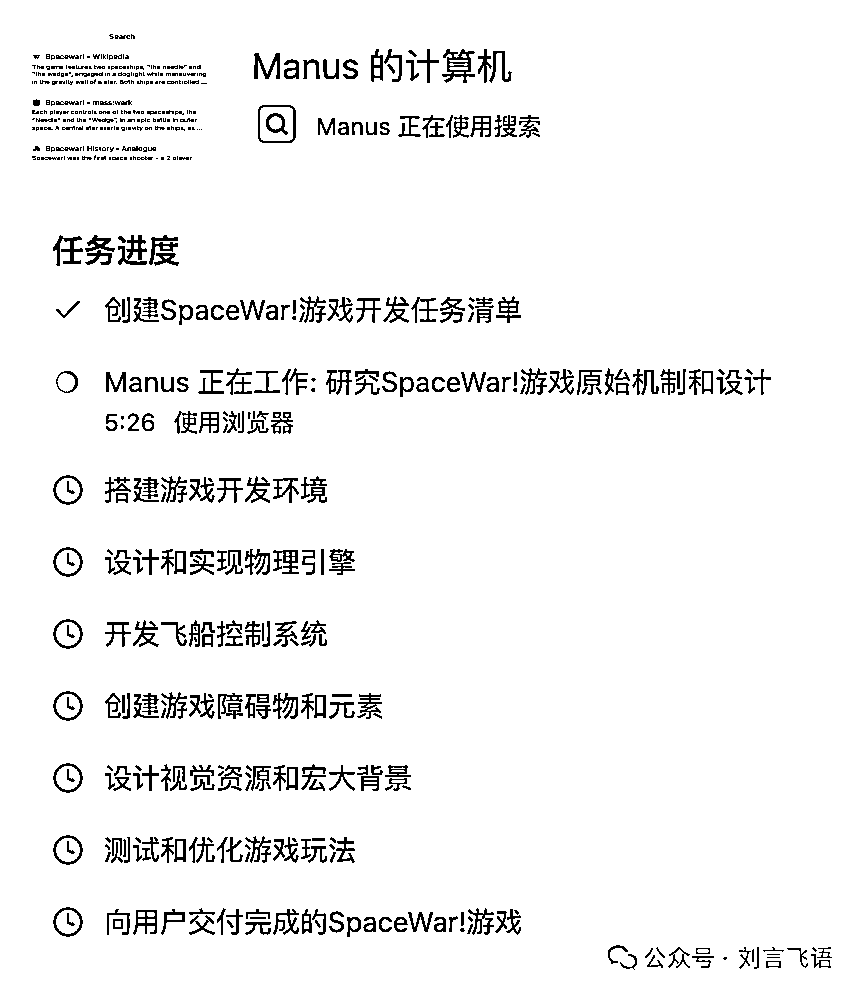 Search
Spacewar! - Wikipedia
The game features two spaceships, "the needle" and
"the wedge", engaged in a dogfight while maneuvering
in the gravity well of a star. Both ships are controlled ...
Spacewar! - mass:werk
Each player controls one of the two spaceships, the
"Needle" and the "Wedge", in an epic battle in outer
space. A central star exerts gravity on the ships, as ...
Spacewar! History - Analogue
Spacewar! was the first space shooter - a 2 player
Manus 的计算机
Manus 正在使用搜索
任务进度
创建SpaceWar!游戏开发任务清单
Manus 正在工作: 研究SpaceWar!游戏原始机制和设计
5:26 使用浏览器
搭建游戏开发环境
设计和实现物理引擎
开发飞船控制系统
创建游戏障碍物和元素
设计视觉资源和宏大背景
测试和优化游戏玩法
向用户交付完成的SpaceWar!游戏
公众号 · 刘言飞语